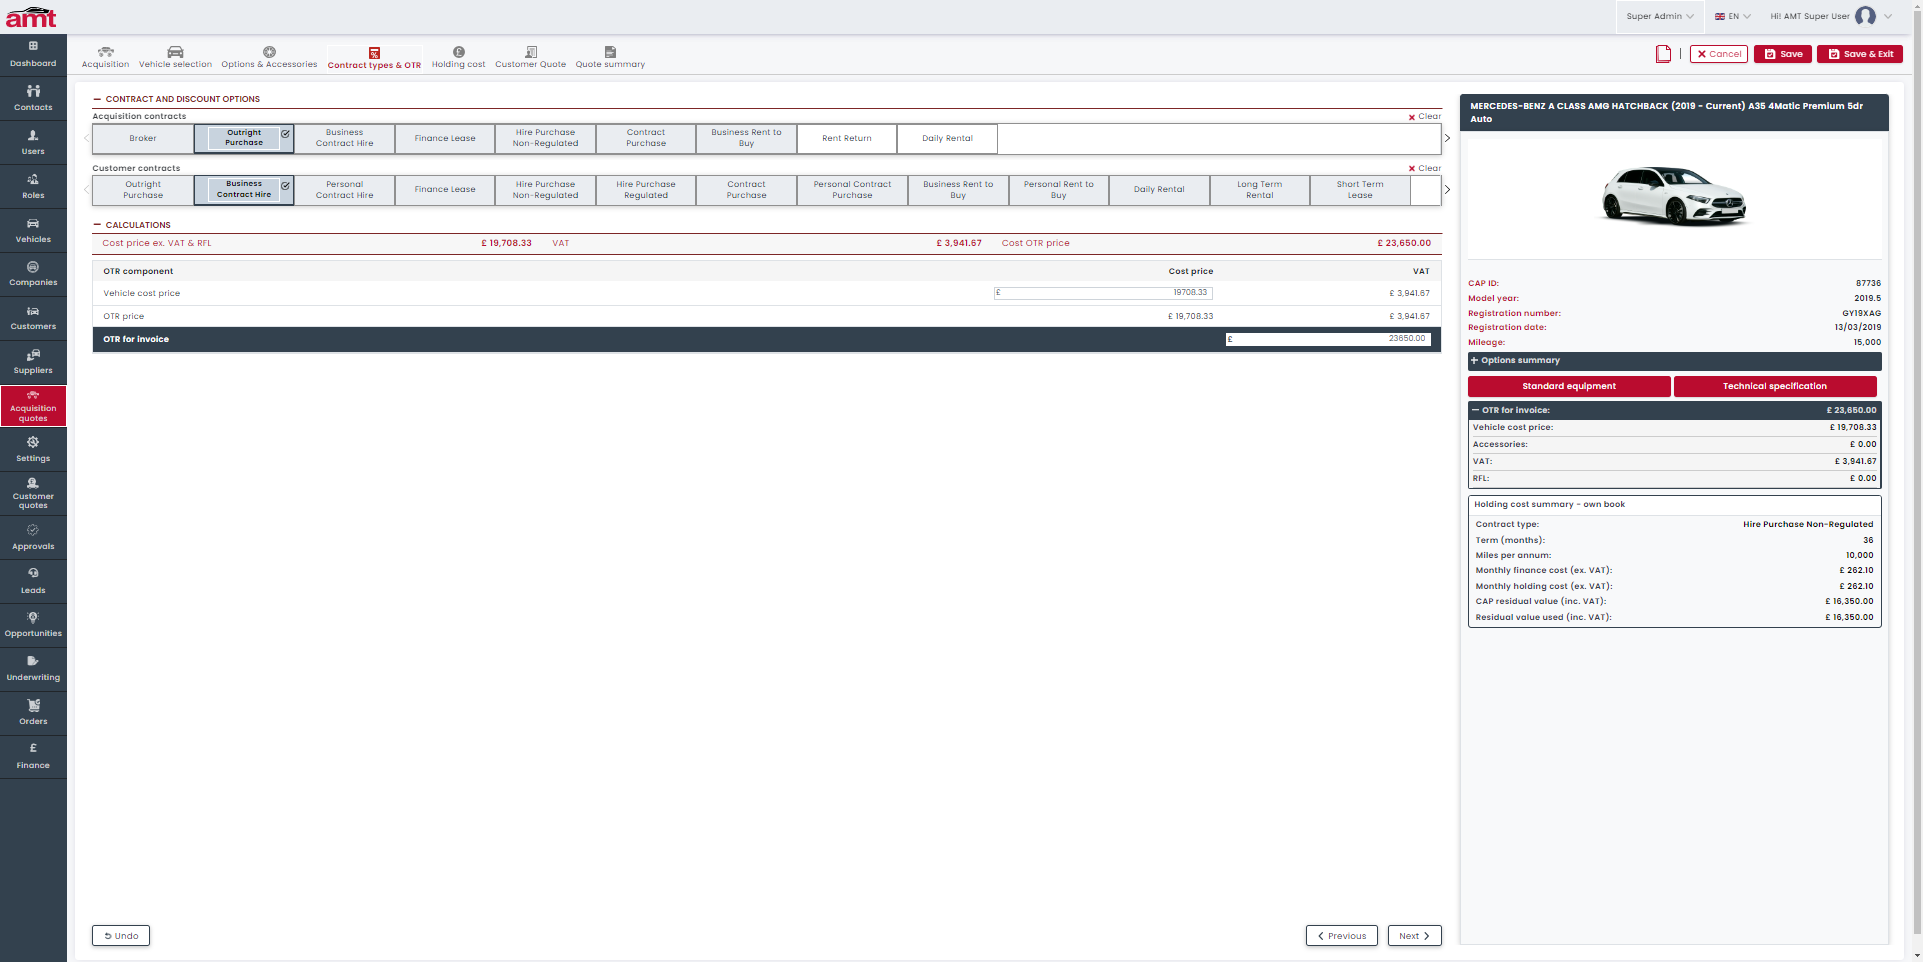 amt
Super Admin
EN
Hi! AMT Super User
Dashboard
Contacts
Users
Roles
Vehicles
Companies
Customers
Suppliers
Acquisition
quotes
Settings
Customer
quotes
Approvals
Leads
Opportunities
Underwriting
Orders
£
Finance
Acquisition
Vehicle selection
Options & Accessories
Contract types & OTR
Holding cost
Customer Quote
Quote summary
Cancel
Save
Save & Exit
CONTRACT AND DISCOUNT OPTIONS
Acquisition contracts
Clear
Broker
Outright
Purchase
Business
Contract Hire
Finance Lease
Hire Purchase
Non-Regulated
Contract
Purchase
Business Rent to
Buy
Rent Return
Daily Rental
Customer contracts
Clear
Outright
Purchase
Business
Contract Hire
Personal
Contract Hire
Finance Lease
Hire Purchase
Non-Regulated
Hire Purchase
Regulated
Contract
Purchase
Personal Contract
Purchase
Business Rent to
Buy
Personal Rent to
Buy
Daily Rental
Long Term
Rental
Short Term
Lease
CALCULATIONS
Cost price ex. VAT & RFL £ 19,708.33 VAT £ 3,941.67 Cost OTR price £ 23,650.00
OTR component Cost price VAT
Vehicle cost price £ 19708.33 £ 3,941.67
OTR price £ 19,708.33 £ 3,941.67
OTR for invoice £ 23650.00
Undo
Previous
Next
MERCEDES-BENZ A CLASS AMG HATCHBACK (2019 - Current) A35 4Matic Premium 5dr
Auto
CAP ID: 87736
Model year: 2019.5
Registration number: GY19XAG
Registration date: 13/03/2019
Mileage: 15,000
+ Options summary
Standard equipment
Technical specification
OTR for invoice: £ 23,650.00
Vehicle cost price: £ 19,708.33
Accessories: £ 0.00
VAT: £ 3,941.67
RFL: £ 0.00
Holding cost summary - own book
Contract type: Hire Purchase Non-Regulated
Term (months): 36
Miles per annum: 10,000
Monthly finance cost (ex. VAT): £ 262.10
Monthly holding cost (ex. VAT): £ 262.10
CAP residual value (inc. VAT): £ 16,350.00
Residual value used (inc. VAT): £ 16,350.00